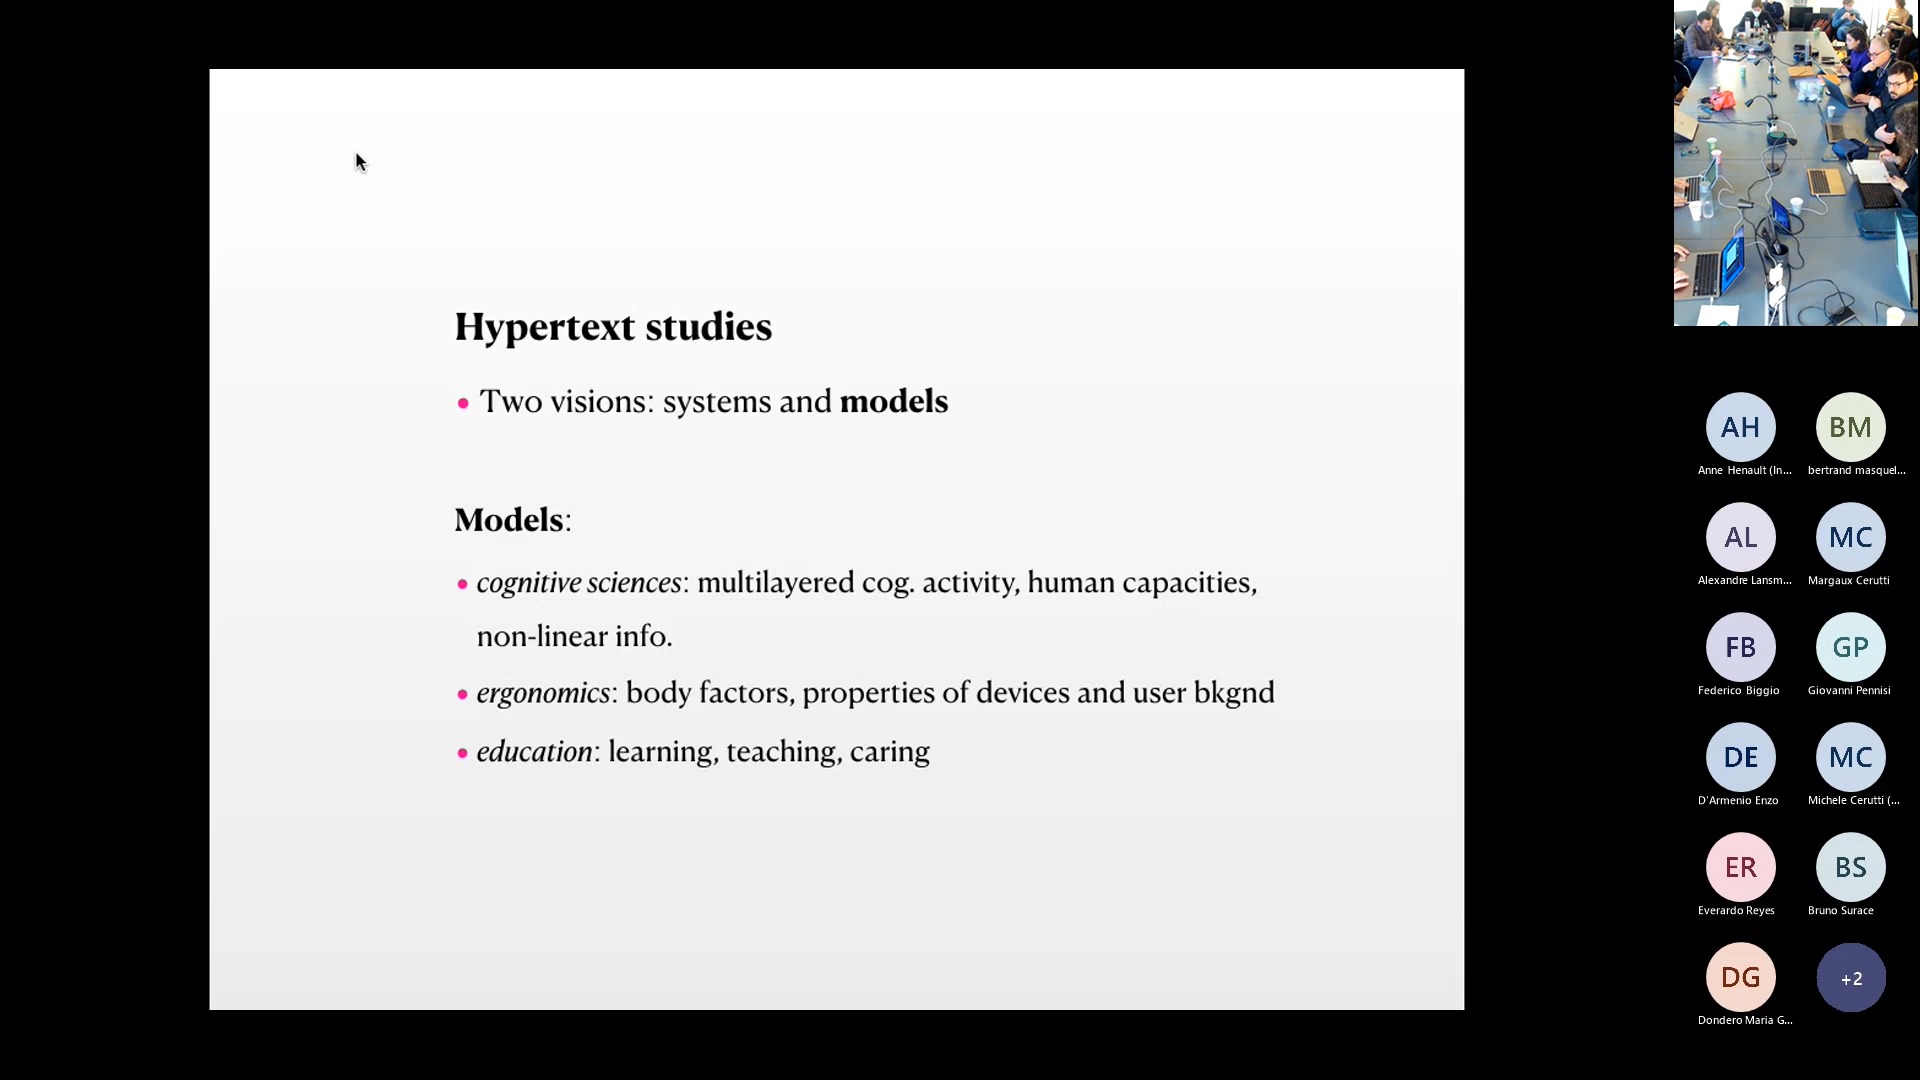 Hypertext studies
• Two visions: systems and models
Models:
• cognitive sciences: multilayered cog. activity, human capacities,
non-linear info.
• ergonomics: body factors, properties of devices and user bkgnd
• education: learning, teaching, caring
AH
Anne Henault (In...
BM
bertrand masquel...
AL
Alexandre Lansm...
MC
Margaux Cerutti
FB
Federico Biggio
GP
Giovanni Pennisi
DE
D'Armenio Enzo
MC
Michele Cerutti (...
ER
Everardo Reyes
BS
Bruno Surace
DG
Dondero Maria G...
+2